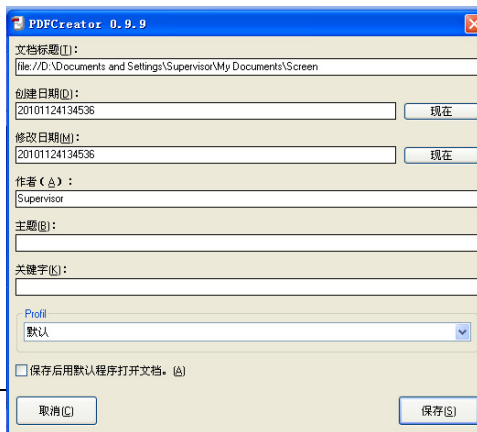 PDFCreator 0.9.9
文档标题(T):
file://D:\Documents and Settings\Supervisor\My Documents\Screen
创建日期(D):
20101124134536
现在
修改日期(M):
20101124134536
现在
作者(A):
Supervisor
主题(B):
关键字(K):
Profil
默认
保存后用默认程序打开文档。(A)
取消(C)
保存(S)